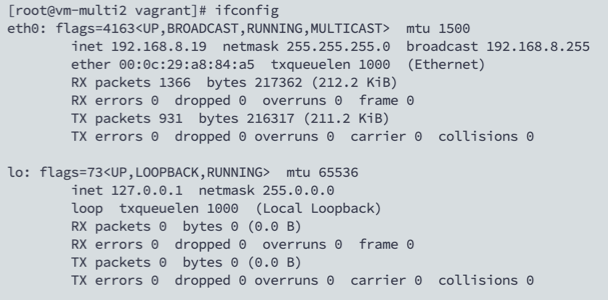 [root@vm-multi2 vagrant]# ifconfig
eth0: flags=4163<UP,BROADCAST,RUNNING,MULTICAST>  mtu 1500
        inet 192.168.8.19  netmask 255.255.255.0  broadcast 192.168.8.255
        ether 00:0c:29:a8:84:a5  txqueuelen 1000  (Ethernet)
        RX packets 1366  bytes 217362 (212.2 KiB)
        RX errors 0  dropped 0  overruns 0  frame 0
        TX packets 931  bytes 216317 (211.2 KiB)
        TX errors 0  dropped 0 overruns 0  carrier 0  collisions 0

lo: flags=73<UP,LOOPBACK,RUNNING>  mtu 65536
        inet 127.0.0.1  netmask 255.0.0.0
        loop  txqueuelen 1000  (Local Loopback)
        RX packets 0  bytes 0 (0.0 B)
        RX errors 0  dropped 0  overruns 0  frame 0
        TX packets 0  bytes 0 (0.0 B)
        TX errors 0  dropped 0 overruns 0  carrier 0  collisions 0